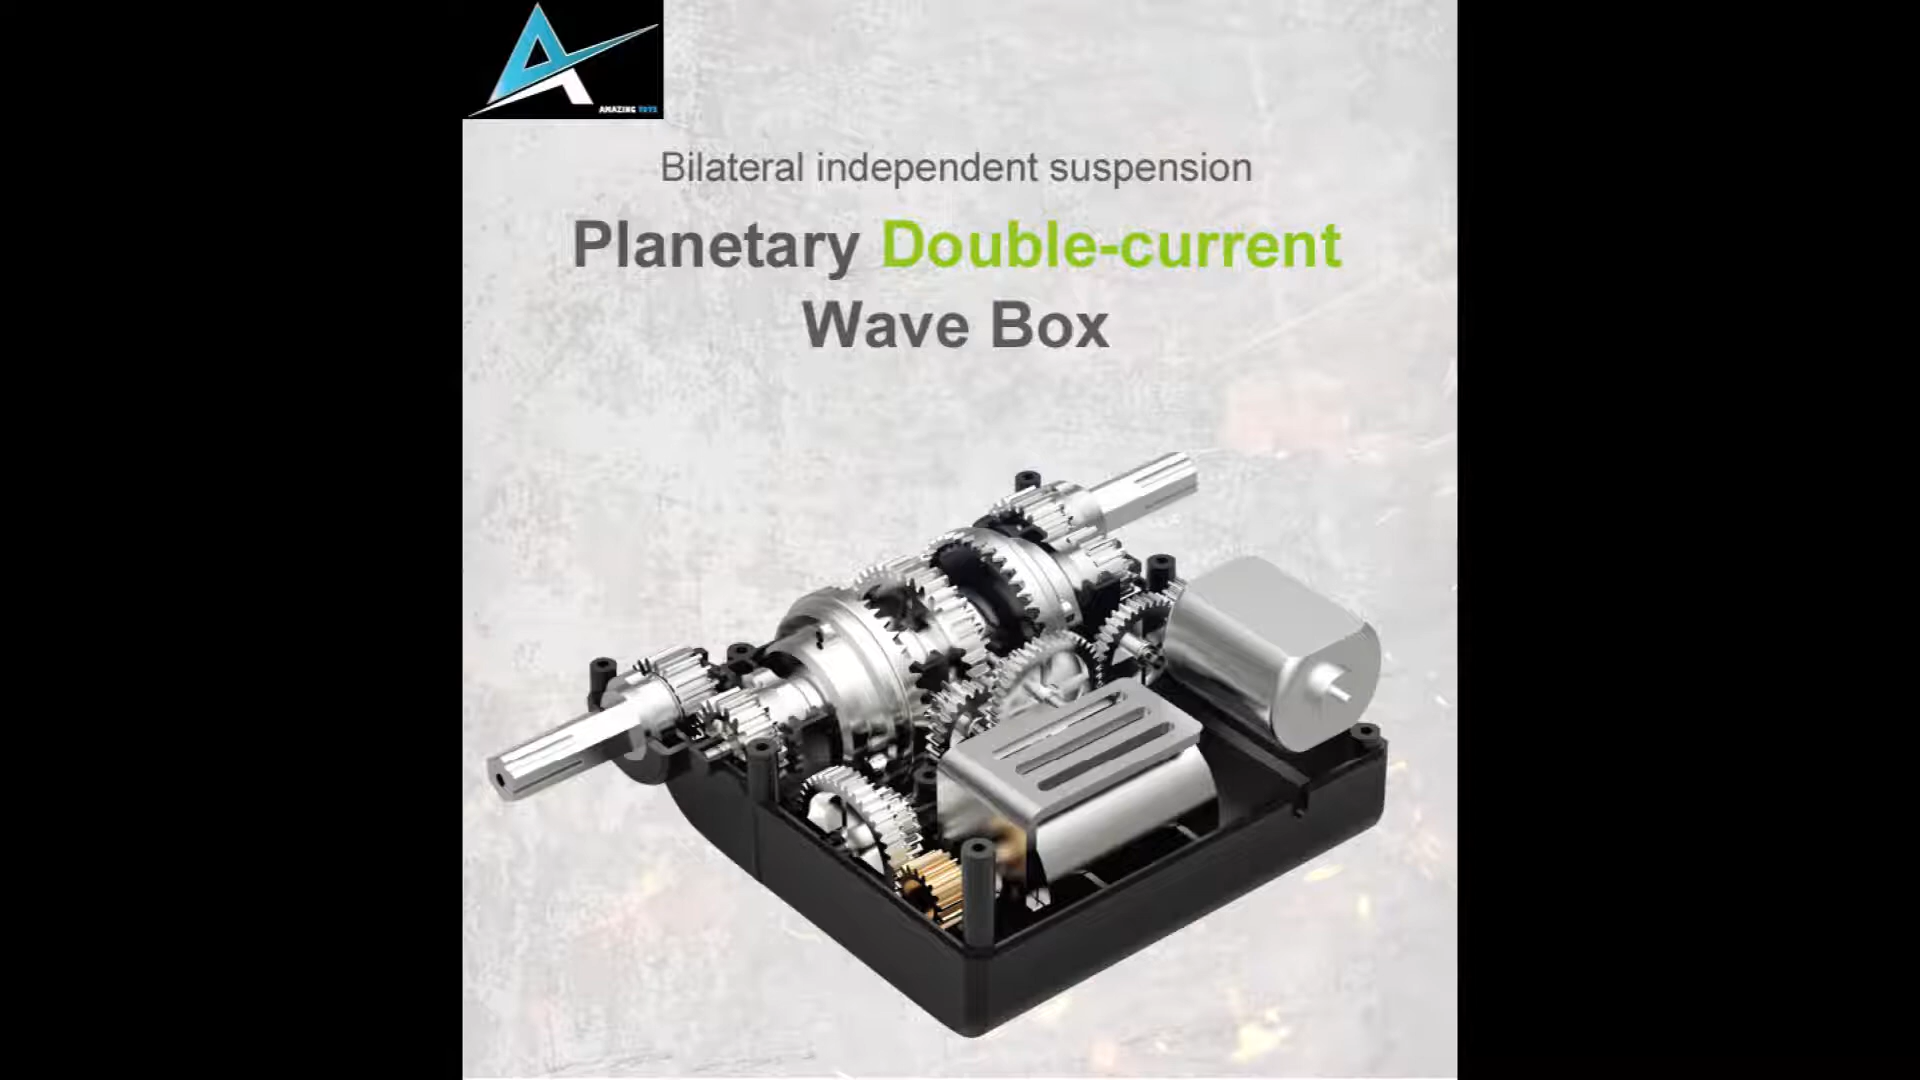 AMAZING TOYS
Bilateral independent suspension
Planetary Double-current
Wave Box